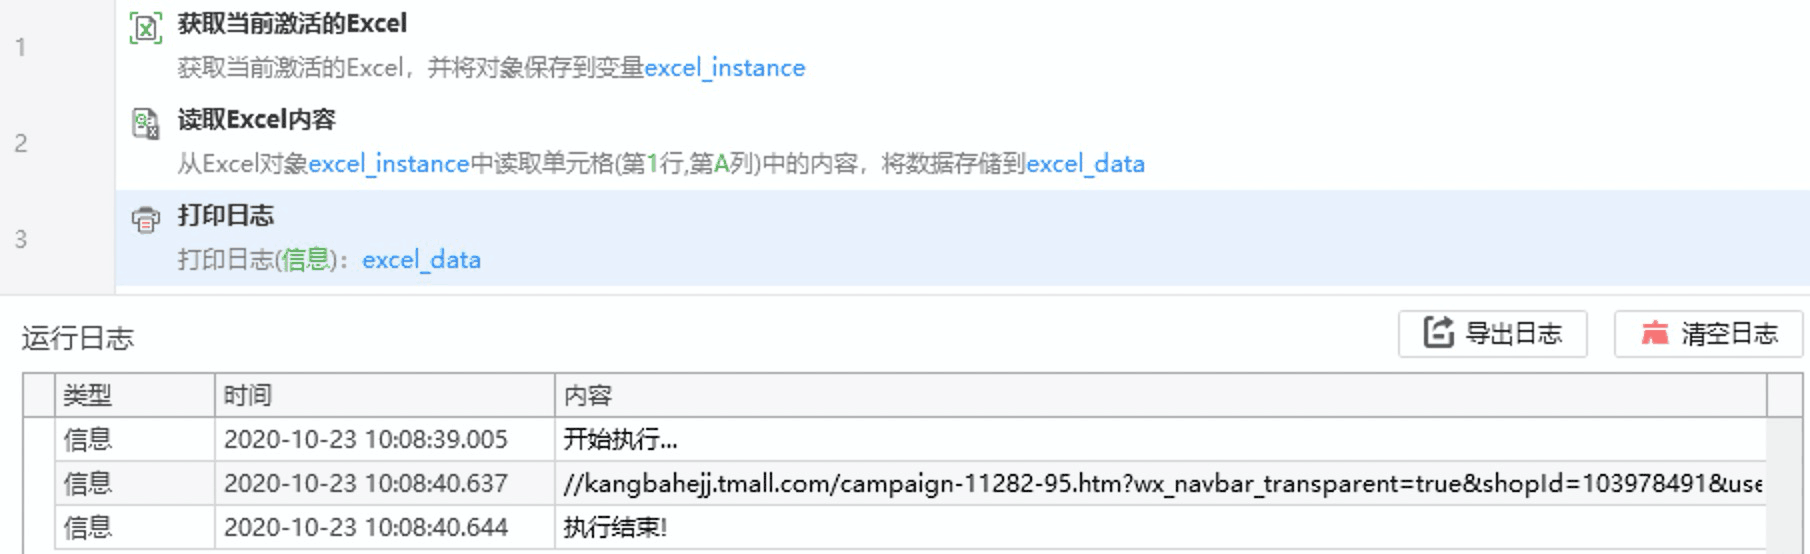 1
获取当前激活的Excel
获取当前激活的Excel，并将对象保存到变量excel_instance
2
读取Excel内容
从Excel对象excel_instance中读取单元格(第1行,第A列)中的内容，将数据存储到excel_data
3
打印日志
打印日志(信息)：excel_data
运行日志
导出日志
清空日志
类型 时间 内容
信息 2020-10-23 10:08:39.005 开始执行...
信息 2020-10-23 10:08:40.637 //kangbahejj.tmall.com/campaign-11282-95.htm?wx_navbar_transparent=true&shopId=103978491&use
信息 2020-10-23 10:08:40.644 执行结束!